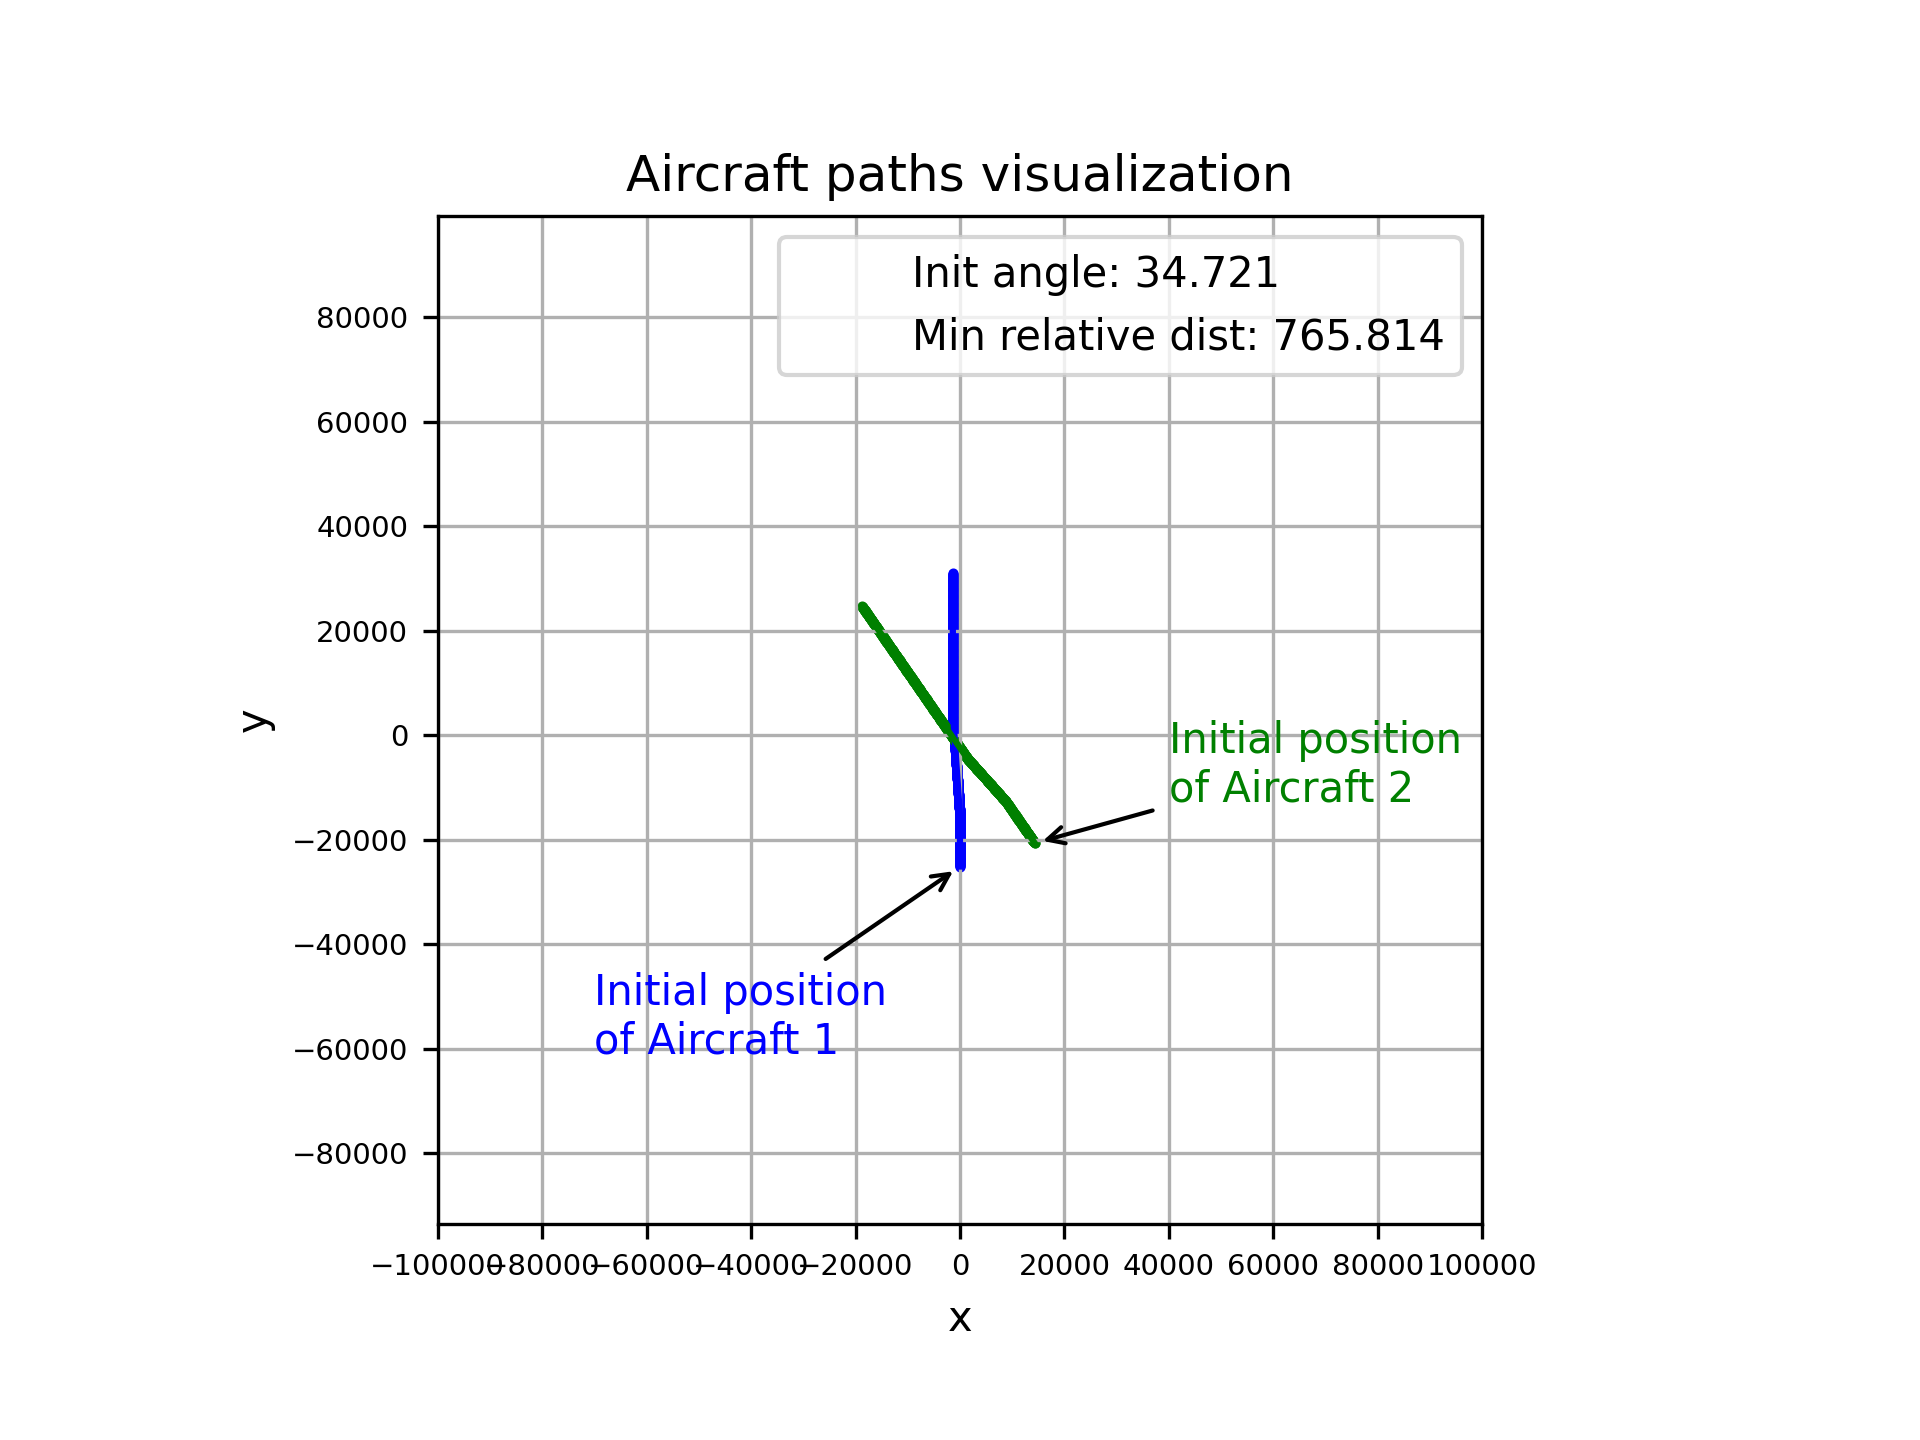 Aircraft paths visualization
Init angle: 34.721
Min relative dist: 765.814
80000
60000
40000
20000
0
−20000
−40000
−60000
−80000
y
Initial position
of Aircraft 2
Initial position
of Aircraft 1
−100000 −80000 −60000 −40000 −20000 0 20000 40000 60000 80000 100000
x